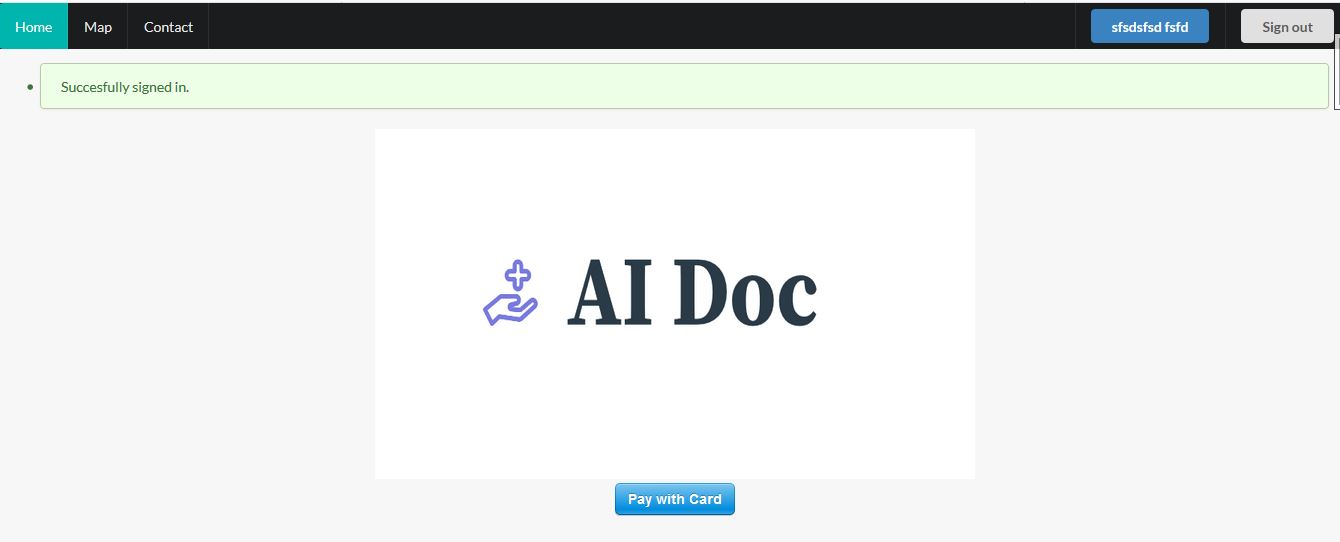 Home Map Contact sfsdsfsd fsfd Sign out
Succesfully signed in.
AI Doc
Pay with Card